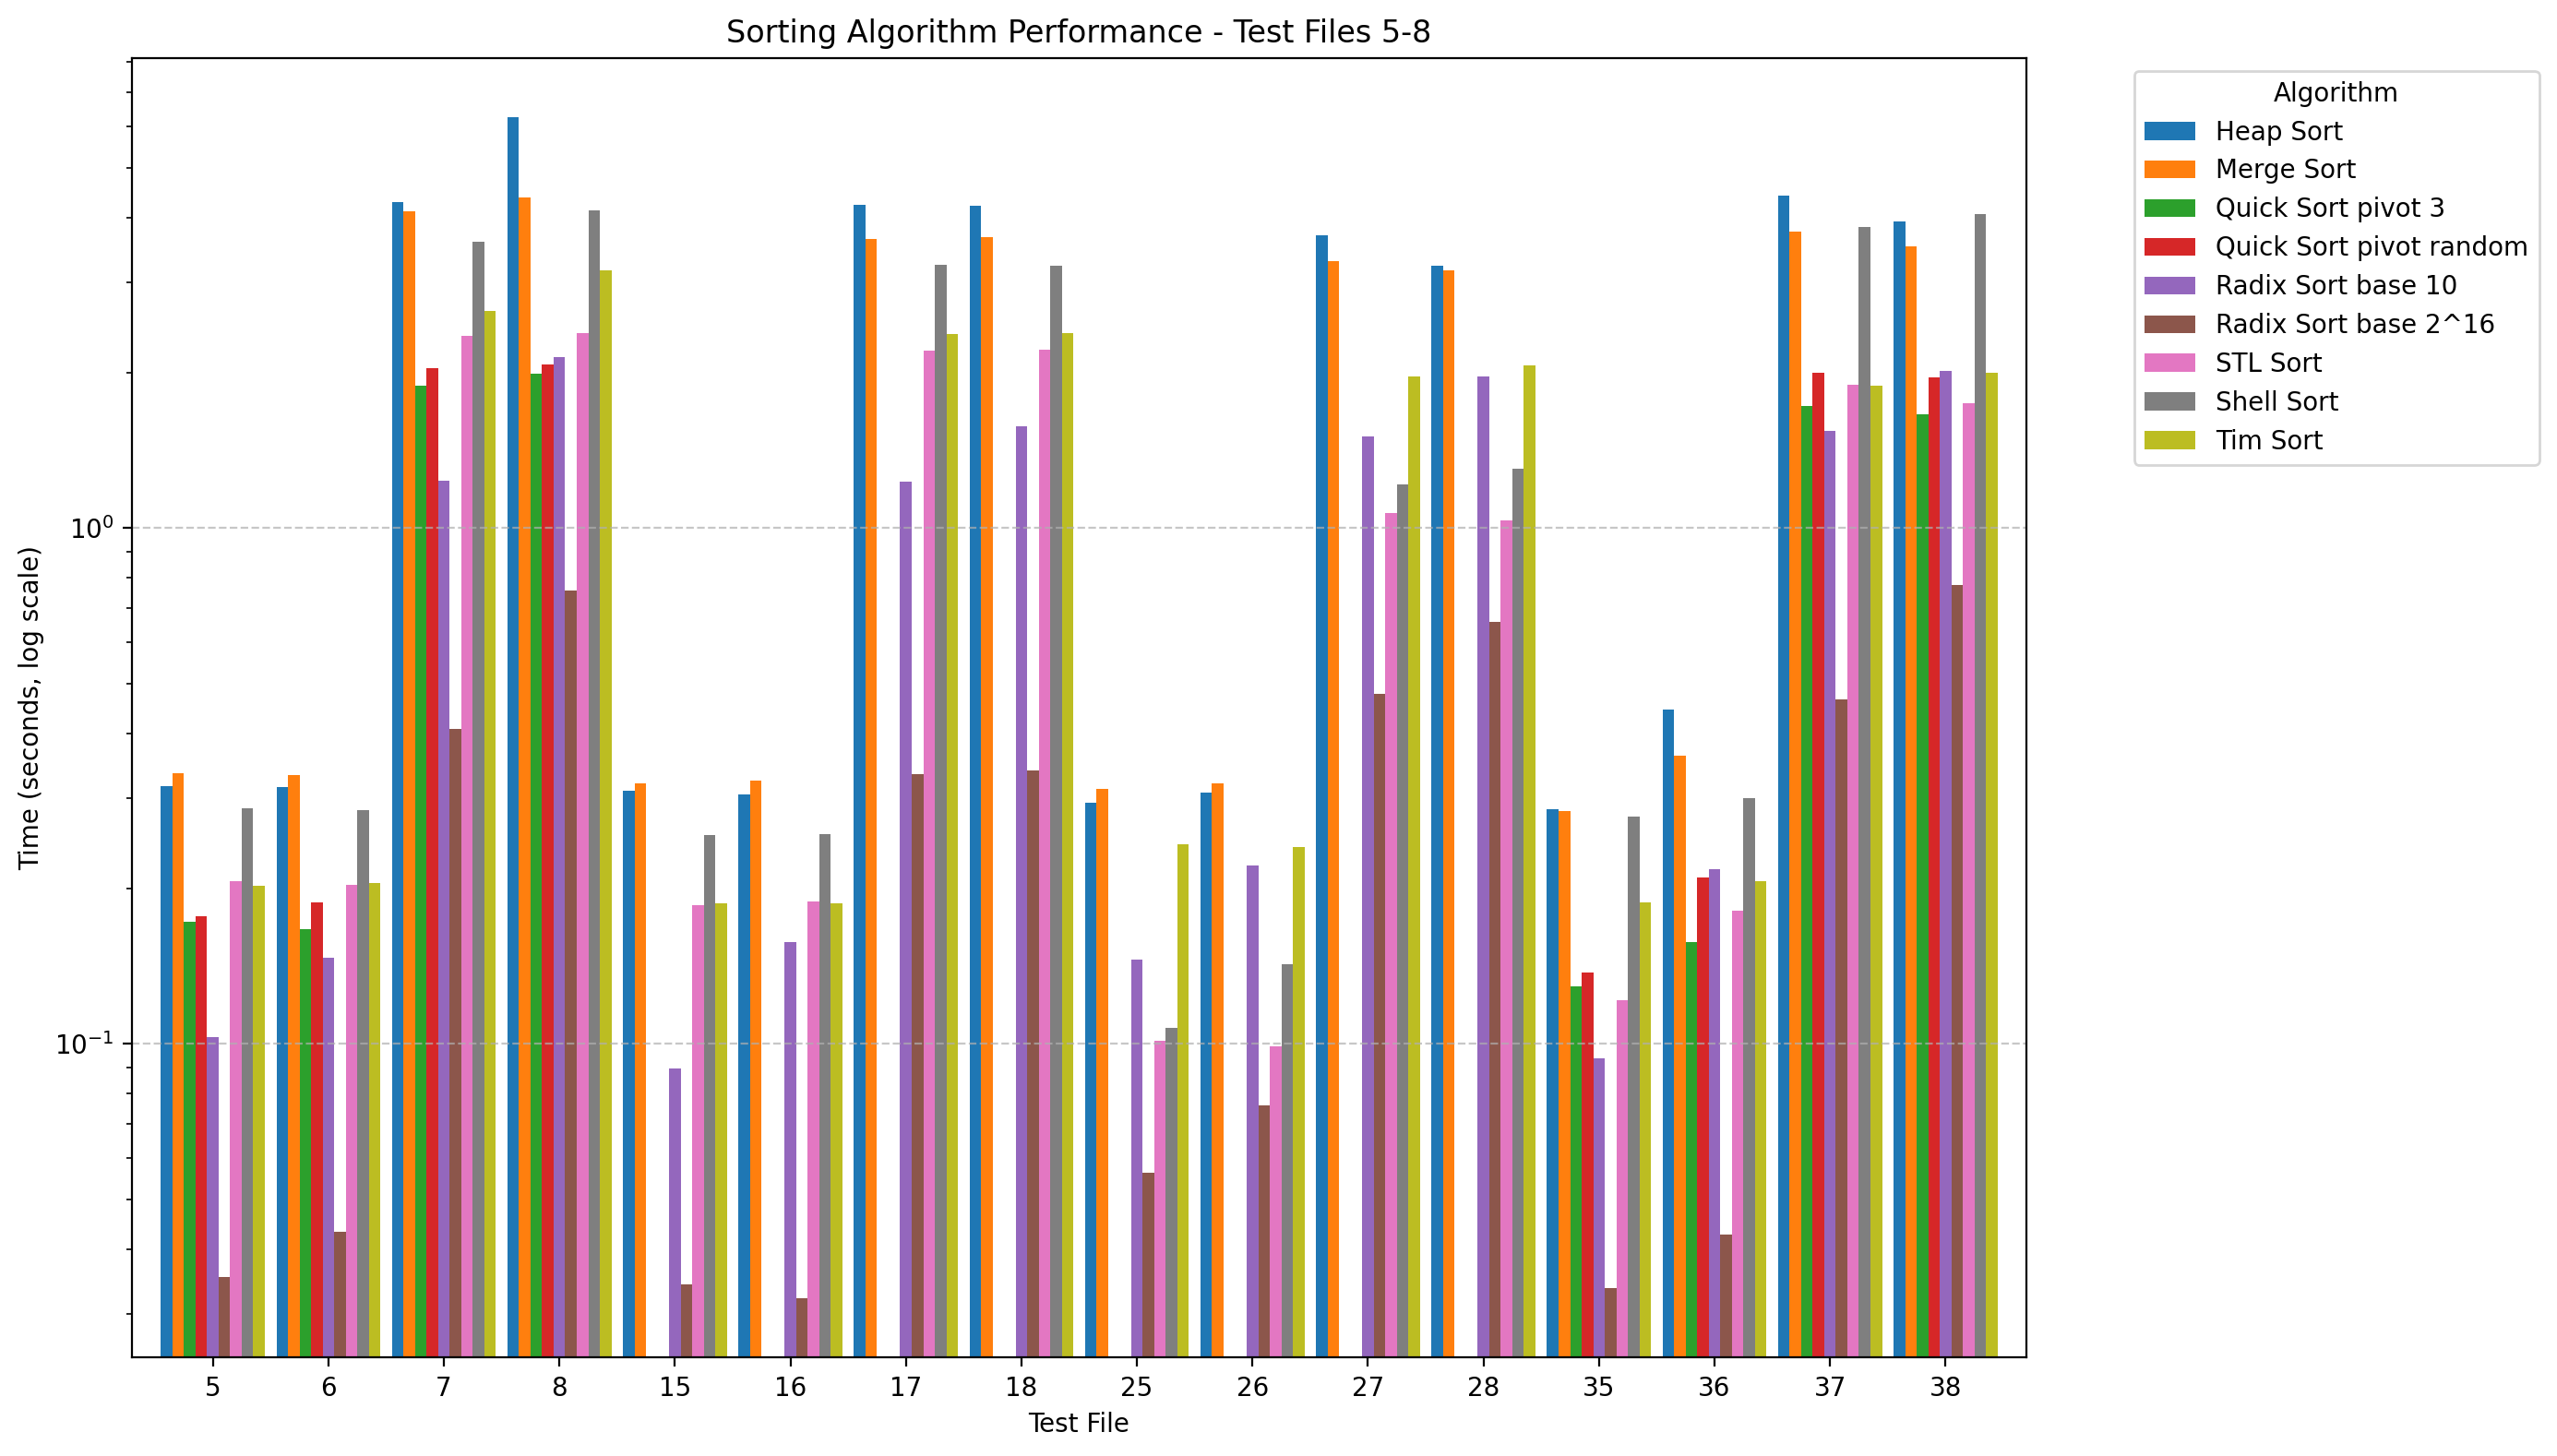 Sorting Algorithm Performance - Test Files 5-8
Time (seconds, log scale)
10⁰
10⁻¹
5 6 7 8 15 16 17 18 25 26 27 28 35 36 37 38
Test File
Algorithm
Heap Sort
Merge Sort
Quick Sort pivot 3
Quick Sort pivot random
Radix Sort base 10
Radix Sort base 2^16
STL Sort
Shell Sort
Tim Sort